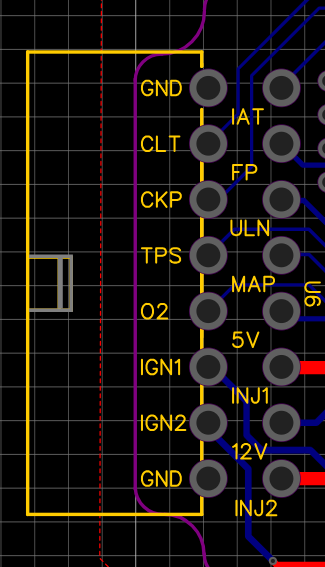 GND
IAT
CLT
FP
CKP
ULN
TPS
MAP
U6
O2
5V
IGN1
INJ1
IGN2
12V
GND
INJ2